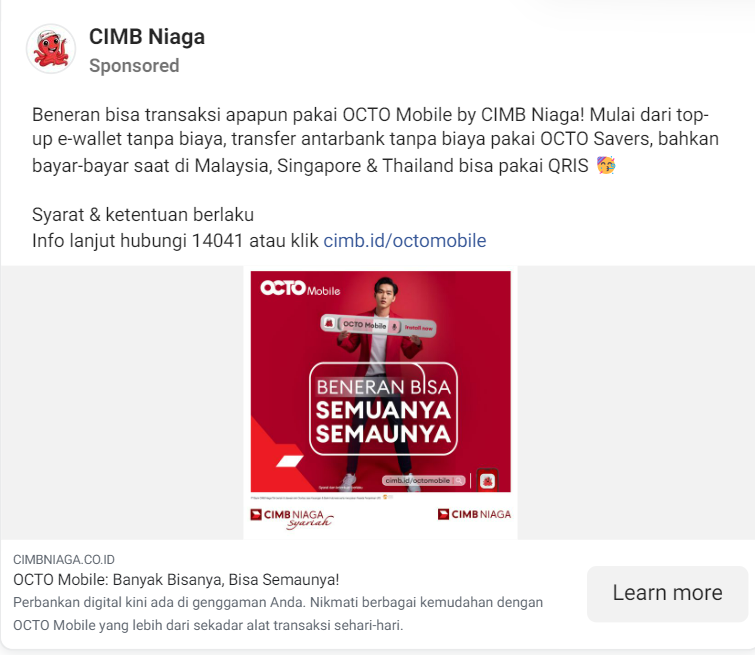 CIMB Niaga
Sponsored
Beneran bisa transaksi apapun pakai OCTO Mobile by CIMB Niaga! Mulai dari top-
up e-wallet tanpa biaya, transfer antarbank tanpa biaya pakai OCTO Savers, bahkan
bayar-bayar saat di Malaysia, Singapore & Thailand bisa pakai QRIS 🥳
Syarat & ketentuan berlaku
Info lanjut hubungi 14041 atau klik cimb.id/octomobile
OCTO Mobile
OCTO Mobile Install now
BENERAN BISA
SEMUANYA
SEMAUNYA
cimb.id/octomobile
CIMB NIAGA
syariah
CIMB NIAGA
CIMBNIAGA.CO.ID
OCTO Mobile: Banyak Bisanya, Bisa Semaunya!
Perbankan digital kini ada di genggaman Anda. Nikmati berbagai kemudahan dengan
OCTO Mobile yang lebih dari sekadar alat transaksi sehari-hari.
Learn more